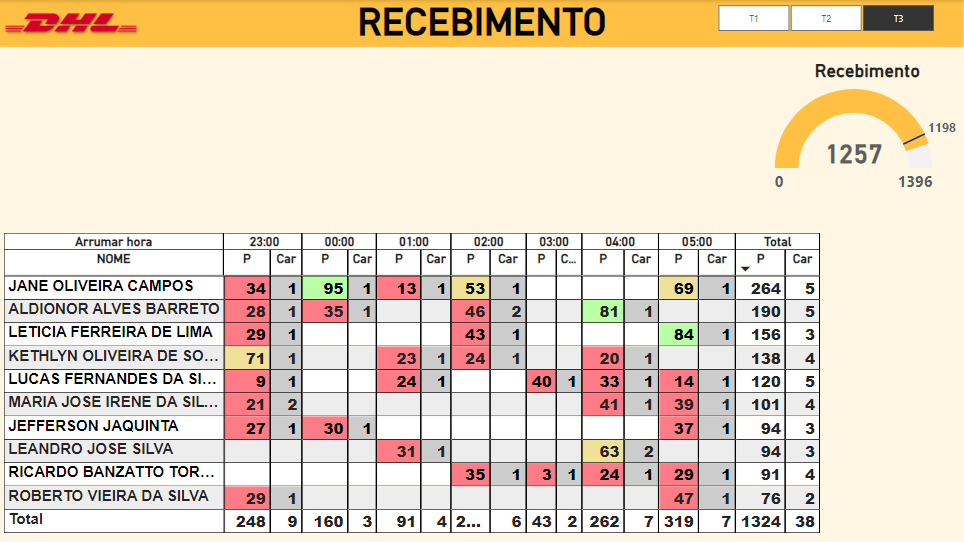 DHL
RECEBIMENTO
T1 T2 T3
Recebimento
1198
1257
0 1396
Arrumar hora 23:00 00:00 01:00 02:00 03:00 04:00 05:00 Total
NOME P Car P Car P Car P Car P C... P Car P Car P Car
JANE OLIVEIRA CAMPOS 34 1 95 1 13 1 53 1 69 1 264 5
ALDIONOR ALVES BARRETO 28 1 35 1 46 2 81 1 190 5
LETICIA FERREIRA DE LIMA 29 1 43 1 84 1 156 3
KETHLYN OLIVEIRA DE SO... 71 1 23 1 24 1 20 1 138 4
LUCAS FERNANDES DA SI... 9 1 24 1 40 1 33 1 14 1 120 5
MARIA JOSE IRENE DA SIL... 21 2 41 1 39 1 101 4
JEFFERSON JAQUINTA 27 1 30 1 37 1 94 3
LEANDRO JOSE SILVA 31 1 63 2 94 3
RICARDO BANZATTO TOR... 35 1 3 1 24 1 29 1 91 4
ROBERTO VIEIRA DA SILVA 29 1 47 1 76 2
Total 248 9 160 3 91 4 2... 6 43 2 262 7 319 7 1324 38